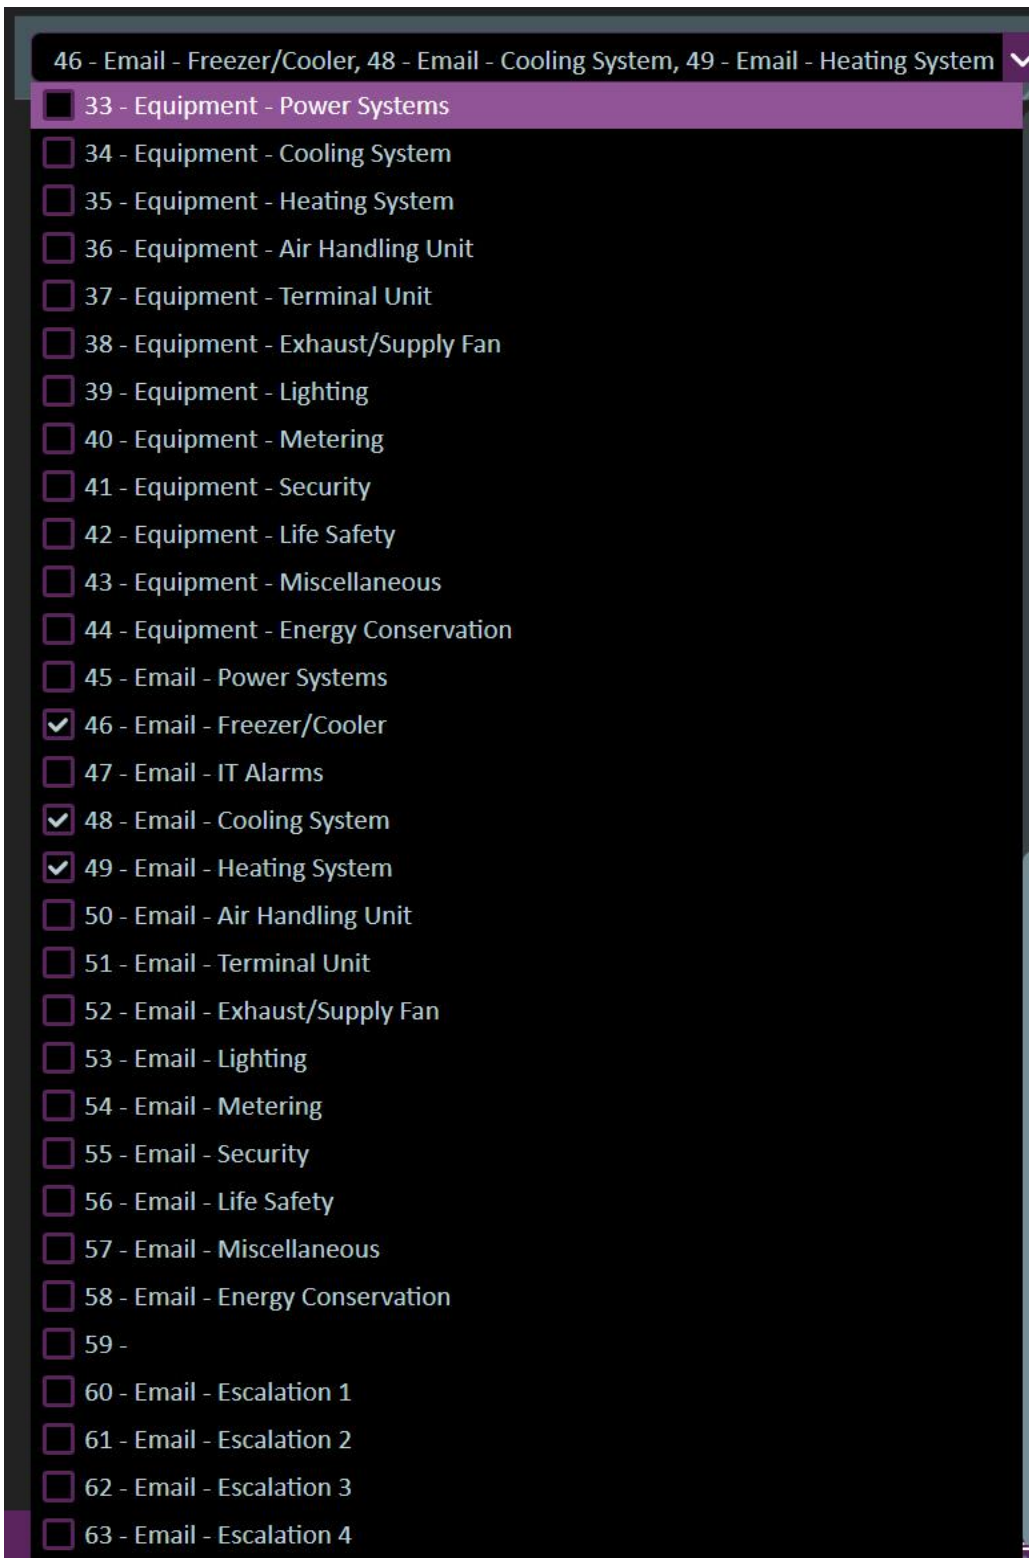 46 - Email - Freezer/Cooler, 48 - Email - Cooling System, 49 - Email - Heating System
33 - Equipment - Power Systems
34 - Equipment - Cooling System
35 - Equipment - Heating System
36 - Equipment - Air Handling Unit
37 - Equipment - Terminal Unit
38 - Equipment - Exhaust/Supply Fan
39 - Equipment - Lighting
40 - Equipment - Metering
41 - Equipment - Security
42 - Equipment - Life Safety
43 - Equipment - Miscellaneous
44 - Equipment - Energy Conservation
45 - Email - Power Systems
46 - Email - Freezer/Cooler
47 - Email - IT Alarms
48 - Email - Cooling System
49 - Email - Heating System
50 - Email - Air Handling Unit
51 - Email - Terminal Unit
52 - Email - Exhaust/Supply Fan
53 - Email - Lighting
54 - Email - Metering
55 - Email - Security
56 - Email - Life Safety
57 - Email - Miscellaneous
58 - Email - Energy Conservation
59 -
60 - Email - Escalation 1
61 - Email - Escalation 2
62 - Email - Escalation 3
63 - Email - Escalation 4